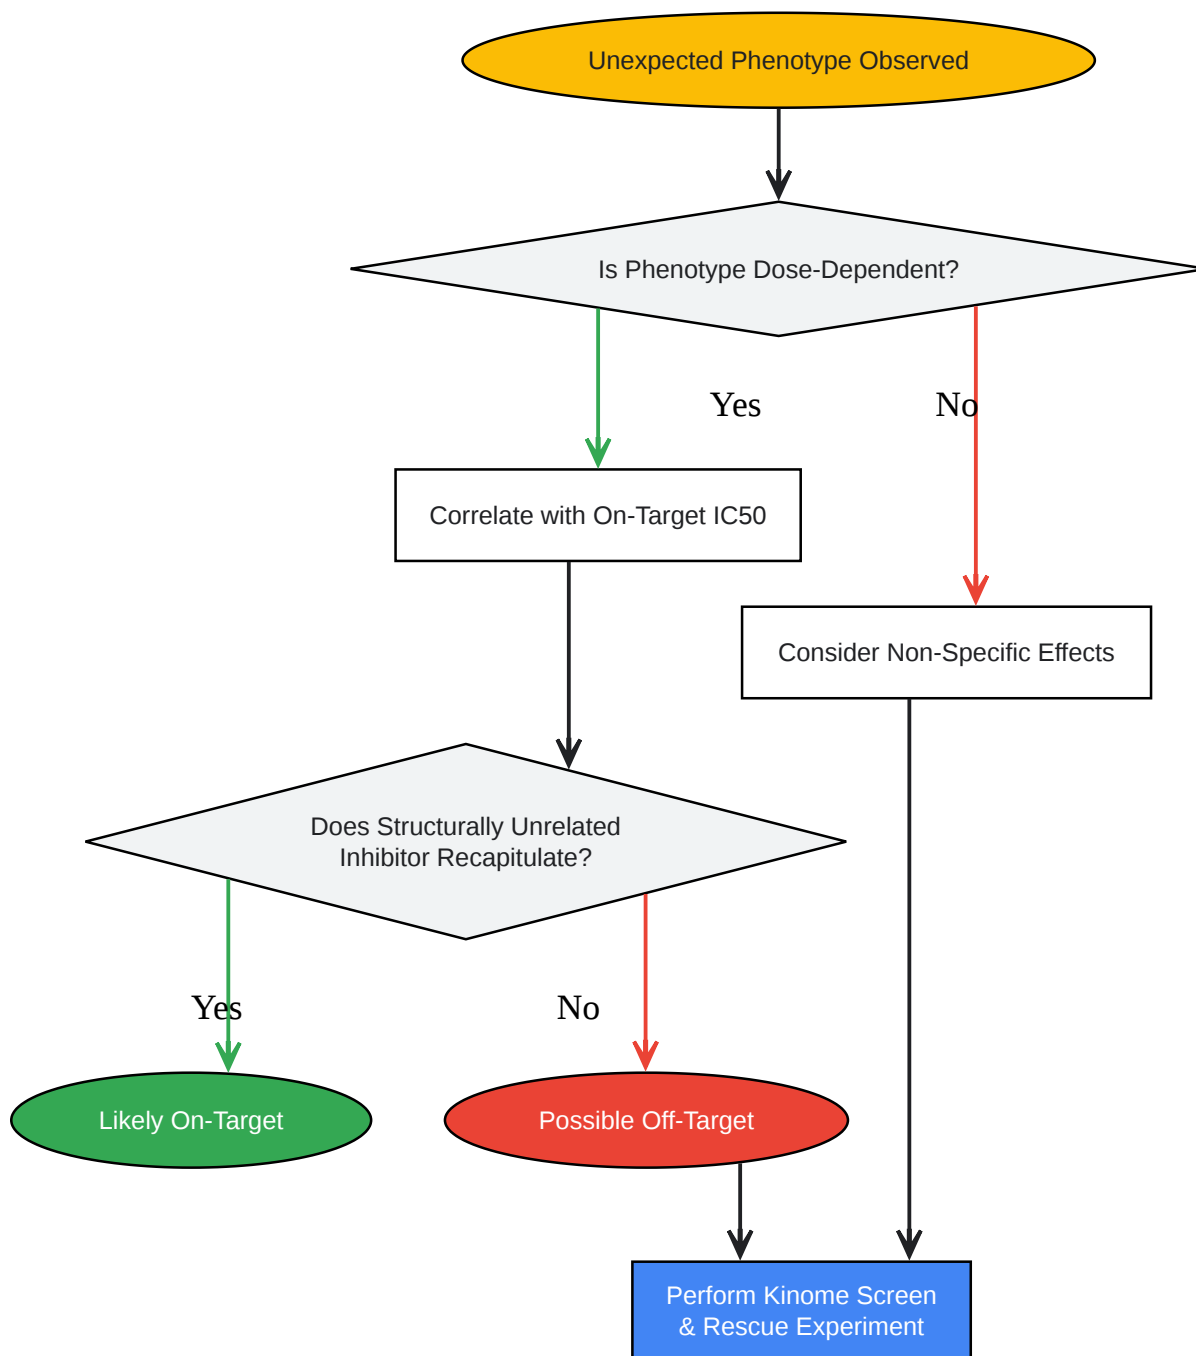 Unexpected Phenotype Observed
Is Phenotype Dose-Dependent?
Yes
No
Correlate with On-Target IC50
Consider Non-Specific Effects
Does Structurally Unrelated
Inhibitor Recapitulate?
Yes
No
Likely On-Target
Possible Off-Target
Perform Kinome Screen
& Rescue Experiment